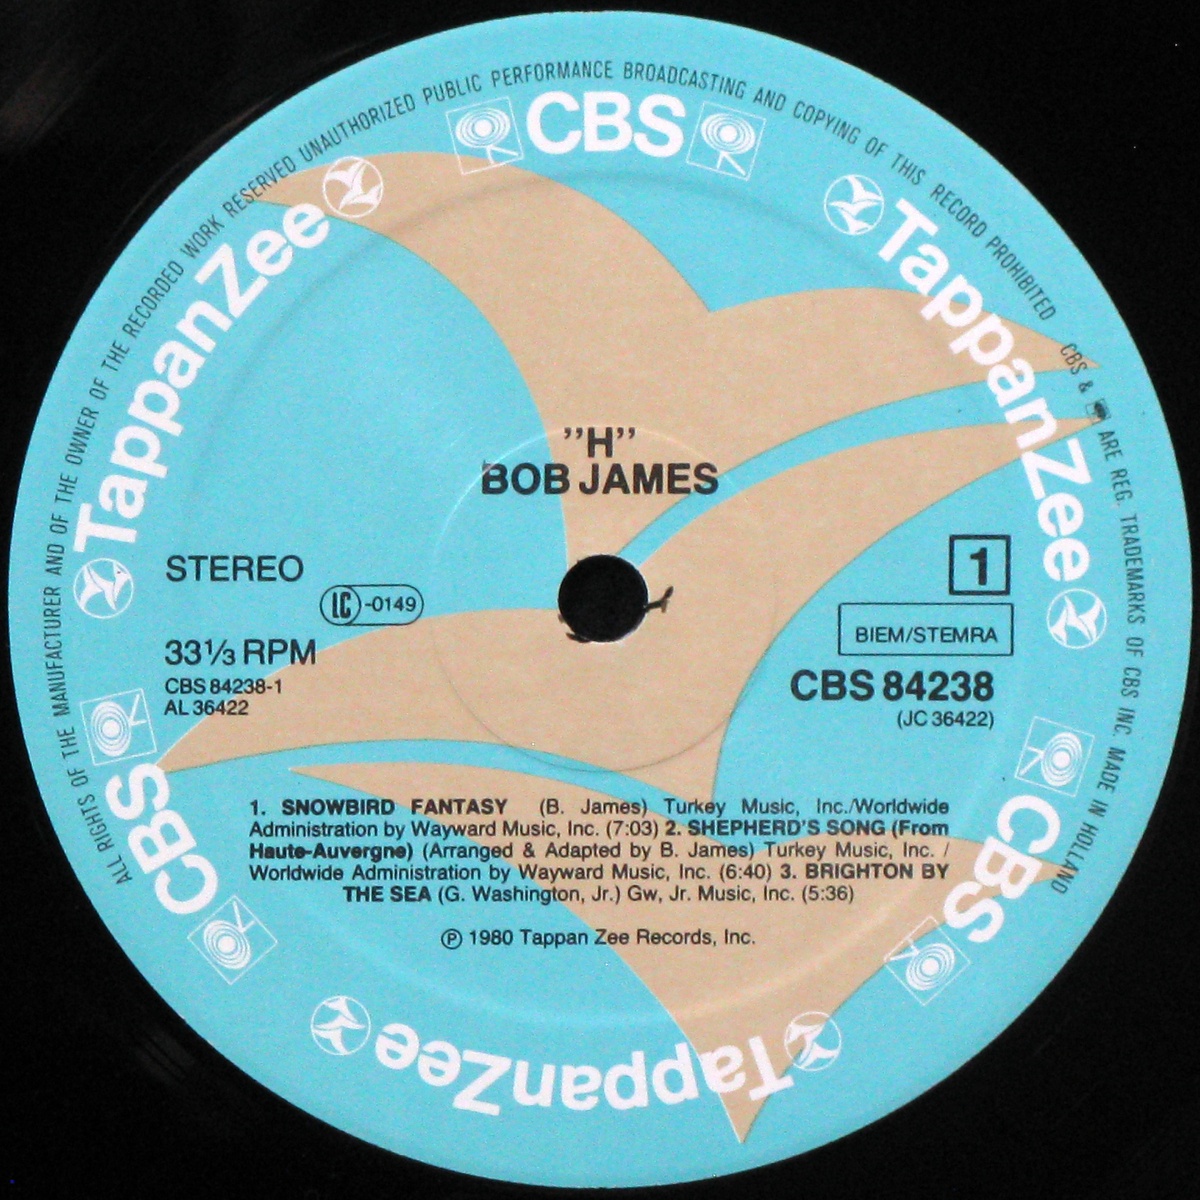 ALL RIGHTS OF THE MANUFACTURER AND OF THE OWNER OF THE RECORDED WORK RESERVED UNAUTHORIZED PUBLIC PERFORMANCE BROADCASTING AND COPYING OF THIS RECORD PROHIBITED
CBS & ARE REG. TRADEMARKS OF CBS INC. MADE IN HOLLAND
CBS
TappanZee
TappanZee
"H"
BOB JAMES
STEREO
1
LC -0149
BIEM/STEMRA
33⅓ RPM
CBS 84238
CBS 84238-1
(JC 36422)
AL 36422
CBS
CBS
1. SNOWBIRD FANTASY (B. James) Turkey Music, Inc./Worldwide
Administration by Wayward Music, Inc. (7:03) 2. SHEPHERD'S SONG (From
Haute-Auvergne) (Arranged & Adapted by B. James) Turkey Music, Inc. /
Worldwide Administration by Wayward Music, Inc. (6:40) 3. BRIGHTON BY
THE SEA (G. Washington, Jr.) Gw, Jr. Music, Inc. (5:36)
℗ 1980 Tappan Zee Records, Inc.
TappanZee